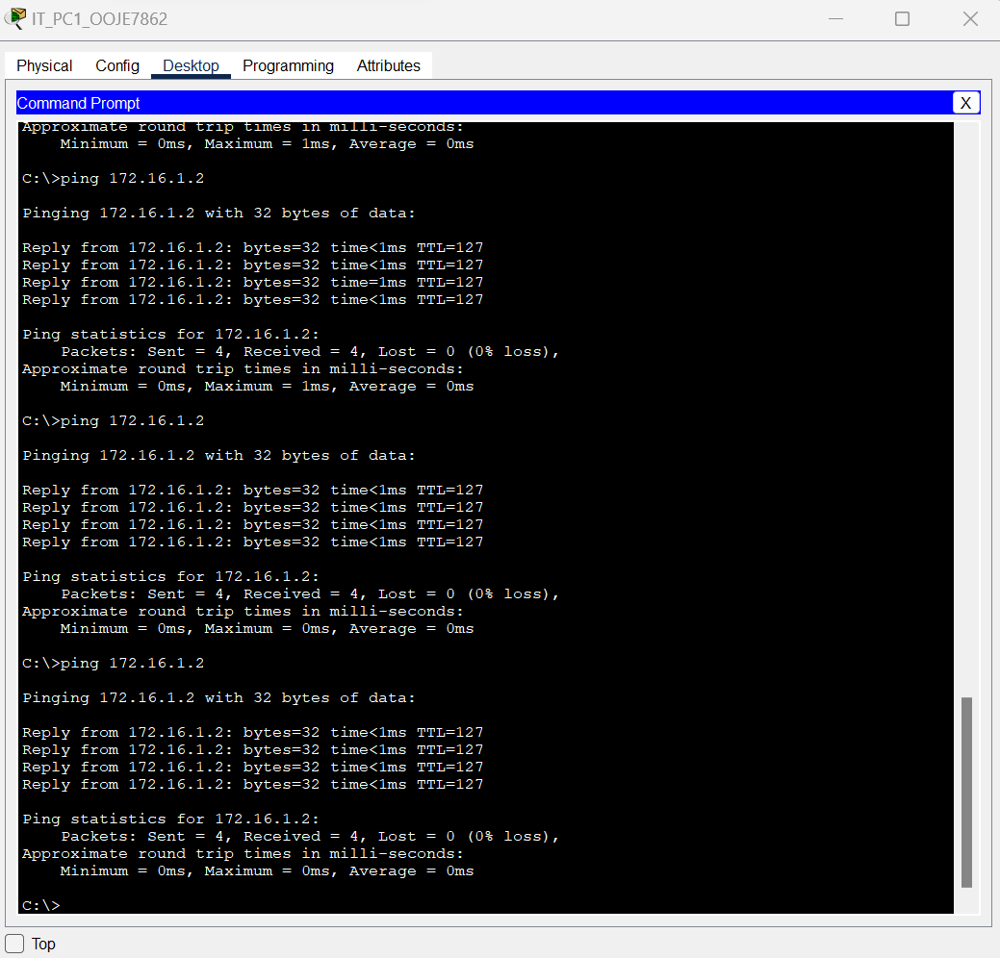 IT_PC1_OOJE7862
Physical Config Desktop Programming Attributes
Command Prompt X
Approximate round trip times in milli-seconds:
    Minimum = 0ms, Maximum = 1ms, Average = 0ms

C:\>ping 172.16.1.2

Pinging 172.16.1.2 with 32 bytes of data:

Reply from 172.16.1.2: bytes=32 time<1ms TTL=127
Reply from 172.16.1.2: bytes=32 time<1ms TTL=127
Reply from 172.16.1.2: bytes=32 time=1ms TTL=127
Reply from 172.16.1.2: bytes=32 time<1ms TTL=127

Ping statistics for 172.16.1.2:
    Packets: Sent = 4, Received = 4, Lost = 0 (0% loss),
Approximate round trip times in milli-seconds:
    Minimum = 0ms, Maximum = 1ms, Average = 0ms

C:\>ping 172.16.1.2

Pinging 172.16.1.2 with 32 bytes of data:

Reply from 172.16.1.2: bytes=32 time<1ms TTL=127
Reply from 172.16.1.2: bytes=32 time<1ms TTL=127
Reply from 172.16.1.2: bytes=32 time<1ms TTL=127
Reply from 172.16.1.2: bytes=32 time<1ms TTL=127

Ping statistics for 172.16.1.2:
    Packets: Sent = 4, Received = 4, Lost = 0 (0% loss),
Approximate round trip times in milli-seconds:
    Minimum = 0ms, Maximum = 0ms, Average = 0ms

C:\>ping 172.16.1.2

Pinging 172.16.1.2 with 32 bytes of data:

Reply from 172.16.1.2: bytes=32 time<1ms TTL=127
Reply from 172.16.1.2: bytes=32 time<1ms TTL=127
Reply from 172.16.1.2: bytes=32 time<1ms TTL=127
Reply from 172.16.1.2: bytes=32 time<1ms TTL=127

Ping statistics for 172.16.1.2:
    Packets: Sent = 4, Received = 4, Lost = 0 (0% loss),
Approximate round trip times in milli-seconds:
    Minimum = 0ms, Maximum = 0ms, Average = 0ms

C:\>
Top